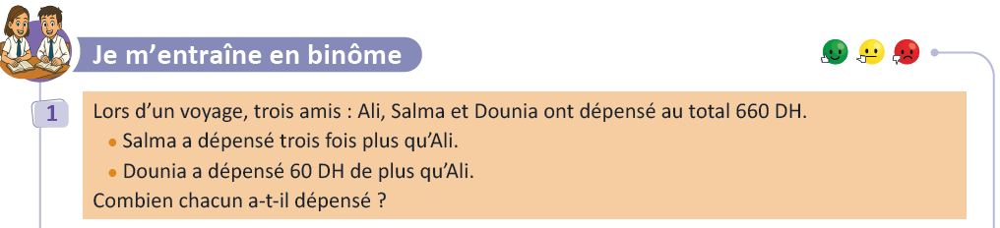 Je m’entraîne en binôme
1
Lors d’un voyage, trois amis : Ali, Salma et Dounia ont dépensé au total 660 DH.
• Salma a dépensé trois fois plus qu’Ali.
• Dounia a dépensé 60 DH de plus qu’Ali.
Combien chacun a-t-il dépensé ?